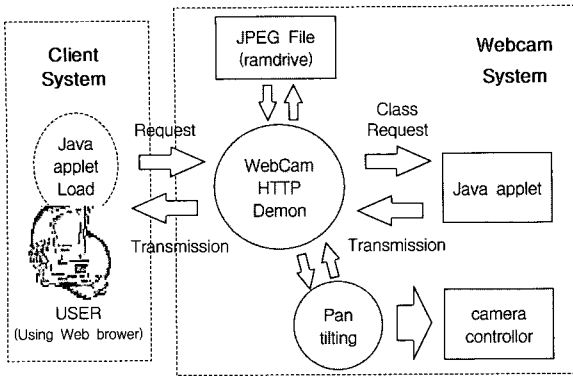 Client
System
Java
applet
Load
USER
(Using Web brower)
Request
Transmission
JPEG File
(ramdrive)
WebCam
HTTP
Demon
Pan
tilting
Webcam
System
Class
Request
Java applet
Transmission
camera
controllor